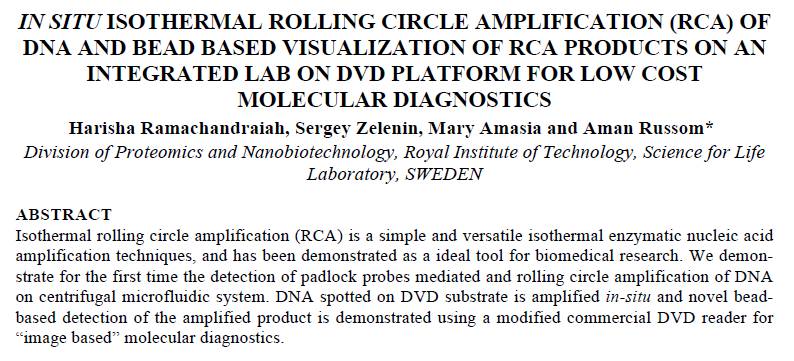 IN SITU ISOTHERMAL ROLLING CIRCLE AMPLIFICATION (RCA) OF
DNA AND BEAD BASED VISUALIZATION OF RCA PRODUCTS ON AN
INTEGRATED LAB ON DVD PLATFORM FOR LOW COST
MOLECULAR DIAGNOSTICS
Harisha Ramachandraiah, Sergey Zelenin, Mary Amasia and Aman Russom*
Division of Proteomics and Nanobiotechnology, Royal Institute of Technology, Science for Life
Laboratory, SWEDEN
ABSTRACT
Isothermal rolling circle amplification (RCA) is a simple and versatile isothermal enzymatic nucleic acid
amplification techniques, and has been demonstrated as a ideal tool for biomedical research. We demon-
strate for the first time the detection of padlock probes mediated and rolling circle amplification of DNA
on centrifugal microfluidic system. DNA spotted on DVD substrate is amplified in-situ and novel bead-
based detection of the amplified product is demonstrated using a modified commercial DVD reader for
“image based” molecular diagnostics.